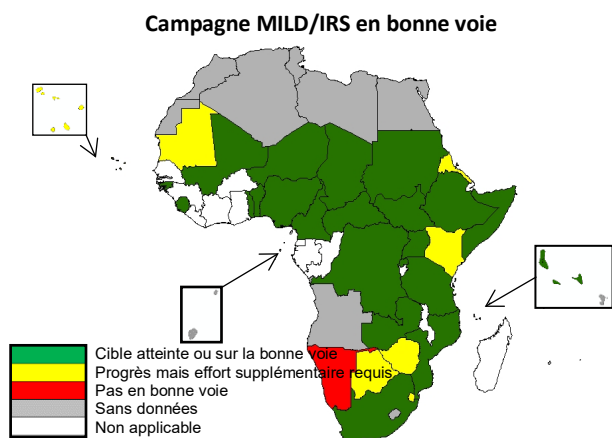 Campagne MILD/IRS en bonne voie
Cible atteinte ou sur la bonne voie
Progrès mais effort supplémentaire requis
Pas en bonne voie
Sans données
Non applicable